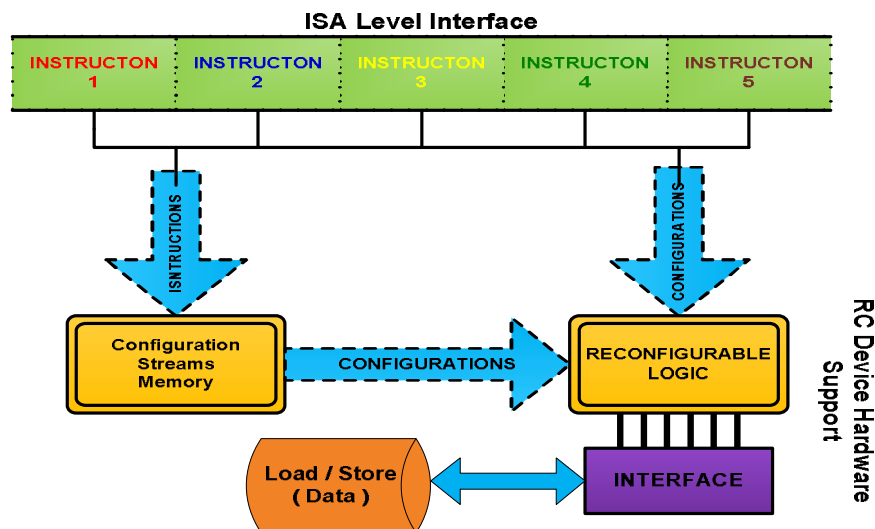 ISA Level Interface
INSTRUCTON
1
INSTRUCTON
2
INSTRUCTON
3
INSTRUCTON
4
INSTRUCTON
5
ISNTRUCTIONS
CONFIGURATIONS
Configuration
Streams
Memory
CONFIGURATIONS
RECONFIGURABLE
LOGIC
RC Device Hardware
Support
Load / Store
( Data )
INTERFACE